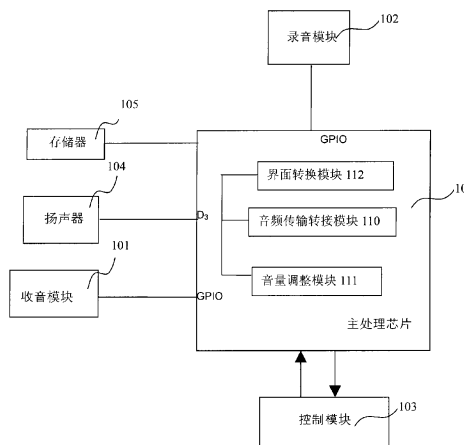 102
录音模块
GPIO
105
存储器
104
扬声器
D3
101
收音模块
GPIO
界面转换模块 112
音频传输转接模块 110
音量调整模块 111
主处理芯片
103
控制模块